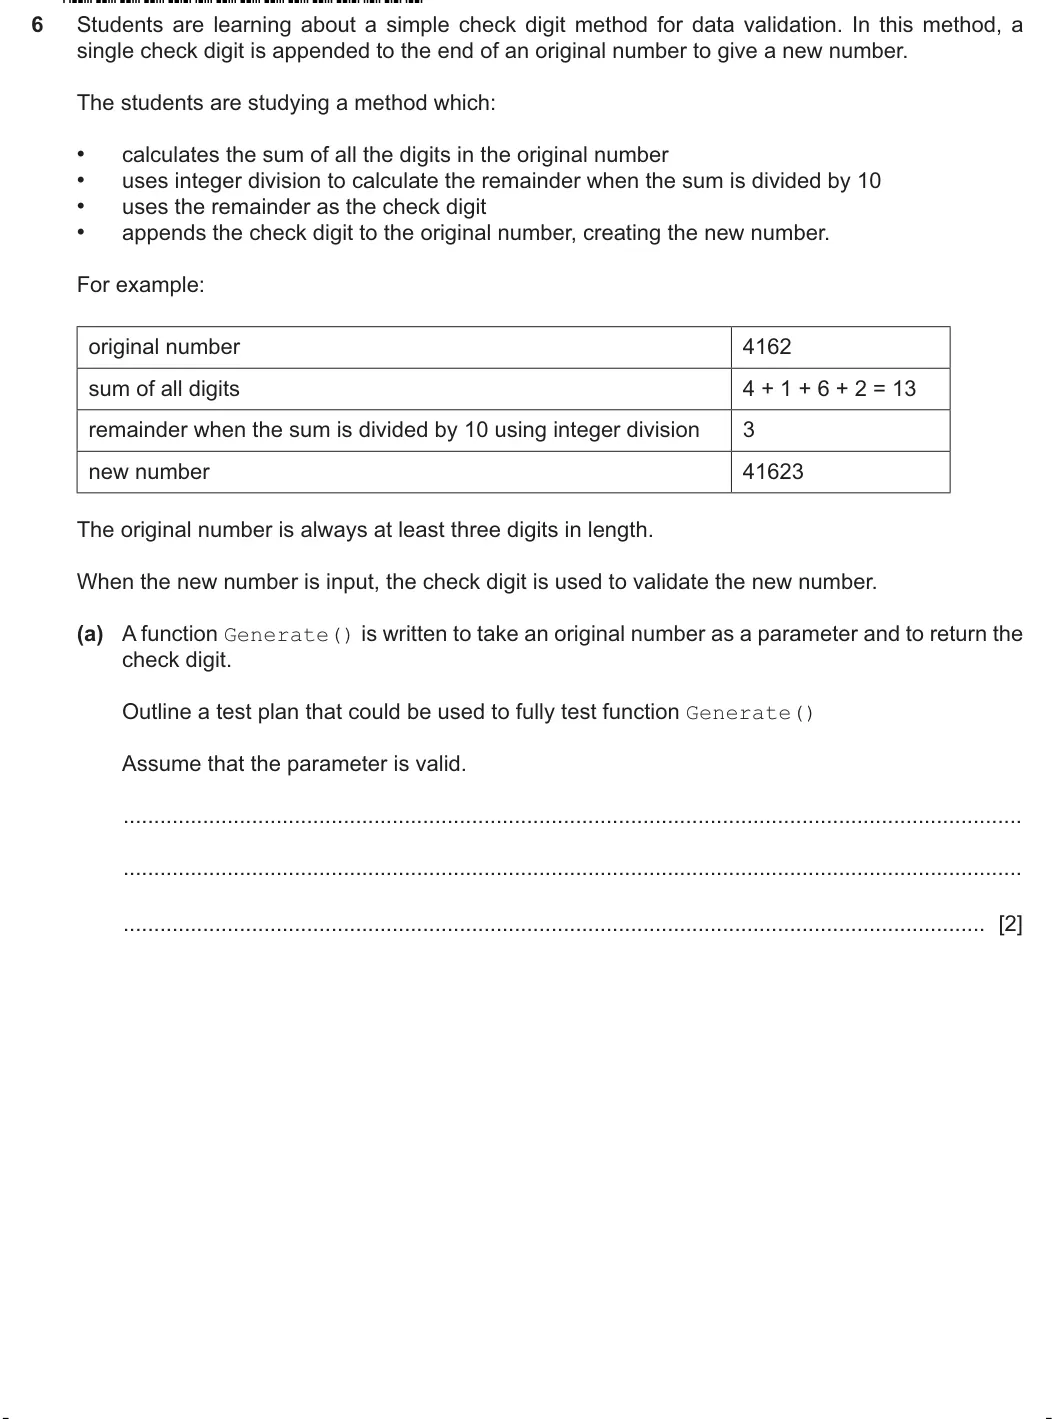 6 Students are learning about a simple check digit method for data validation. In this method, a
single check digit is appended to the end of an original number to give a new number.
The students are studying a method which:
• calculates the sum of all the digits in the original number
• uses integer division to calculate the remainder when the sum is divided by 10
• uses the remainder as the check digit
• appends the check digit to the original number, creating the new number.
For example:
original number 4162
sum of all digits 4 + 1 + 6 + 2 = 13
remainder when the sum is divided by 10 using integer division 3
new number 41623
The original number is always at least three digits in length.
When the new number is input, the check digit is used to validate the new number.
(a) A function Generate() is written to take an original number as a parameter and to return the
check digit.
Outline a test plan that could be used to fully test function Generate()
Assume that the parameter is valid.
[2]